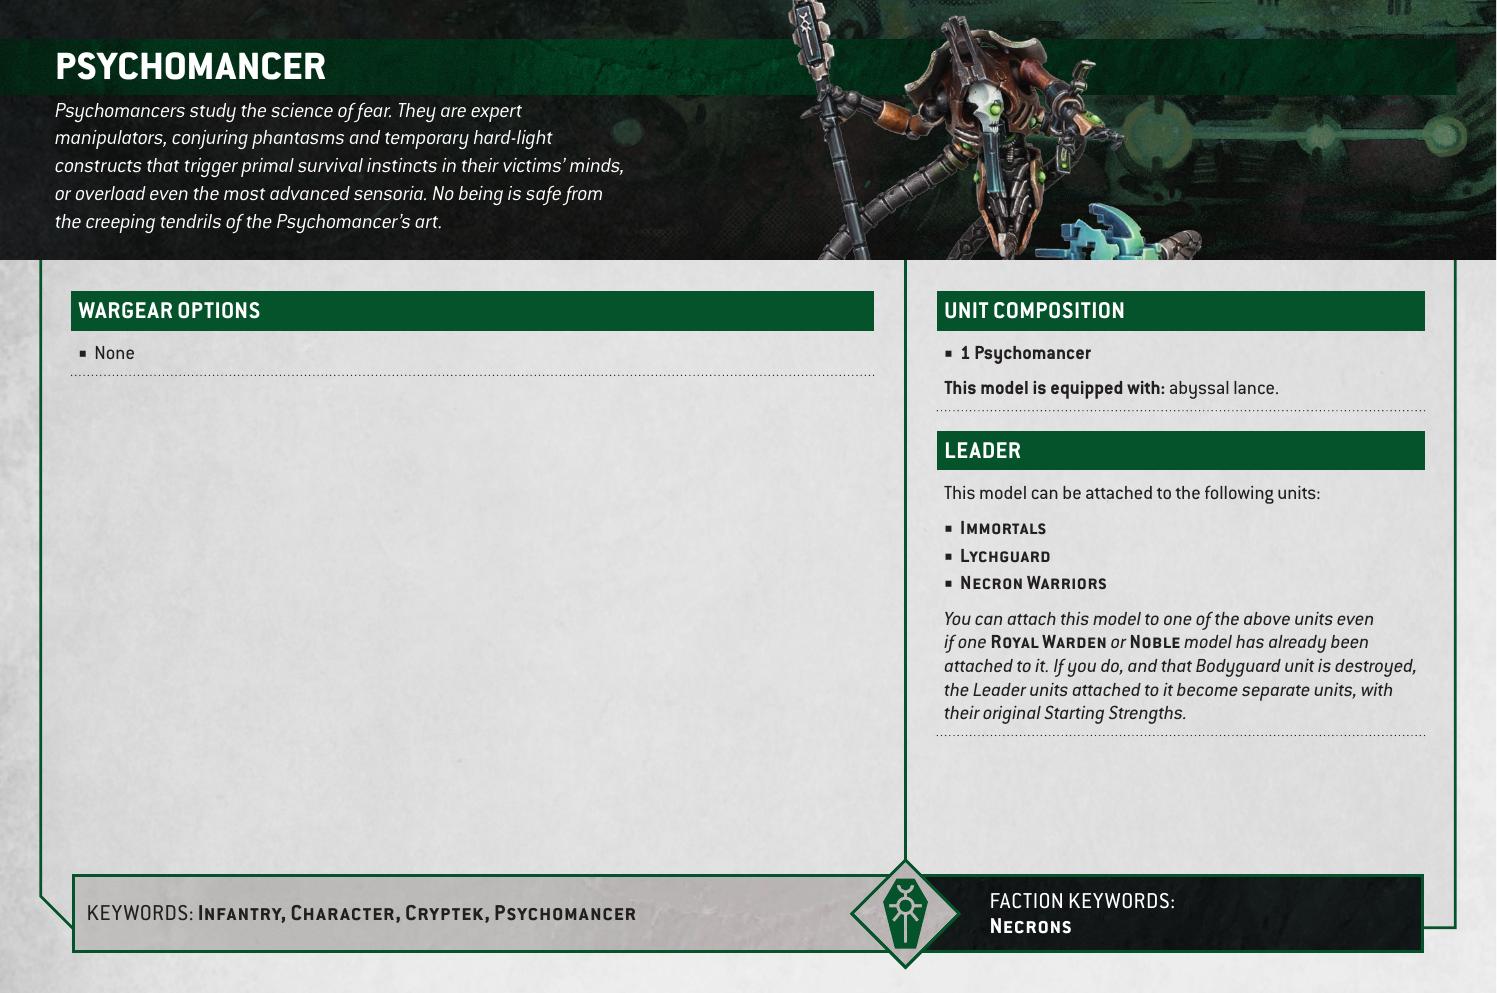 PSYCHOMANCER
Psychomancers study the science of fear. They are expert
manipulators, conjuring phantasms and temporary hard-light
constructs that trigger primal survival instincts in their victims’ minds,
or overload even the most advanced sensoria. No being is safe from
the creeping tendrils of the Psychomancer’s art.
WARGEAR OPTIONS
■ None
UNIT COMPOSITION
■ 1 Psychomancer
This model is equipped with: abyssal lance.
LEADER
This model can be attached to the following units:
■ Immortals
■ Lychguard
■ Necron Warriors
You can attach this model to one of the above units even
if one Royal Warden or Noble model has already been
attached to it. If you do, and that Bodyguard unit is destroyed,
the Leader units attached to it become separate units, with
their original Starting Strengths.
KEYWORDS: Infantry, Character, Cryptek, Psychomancer
FACTION KEYWORDS:
Necrons